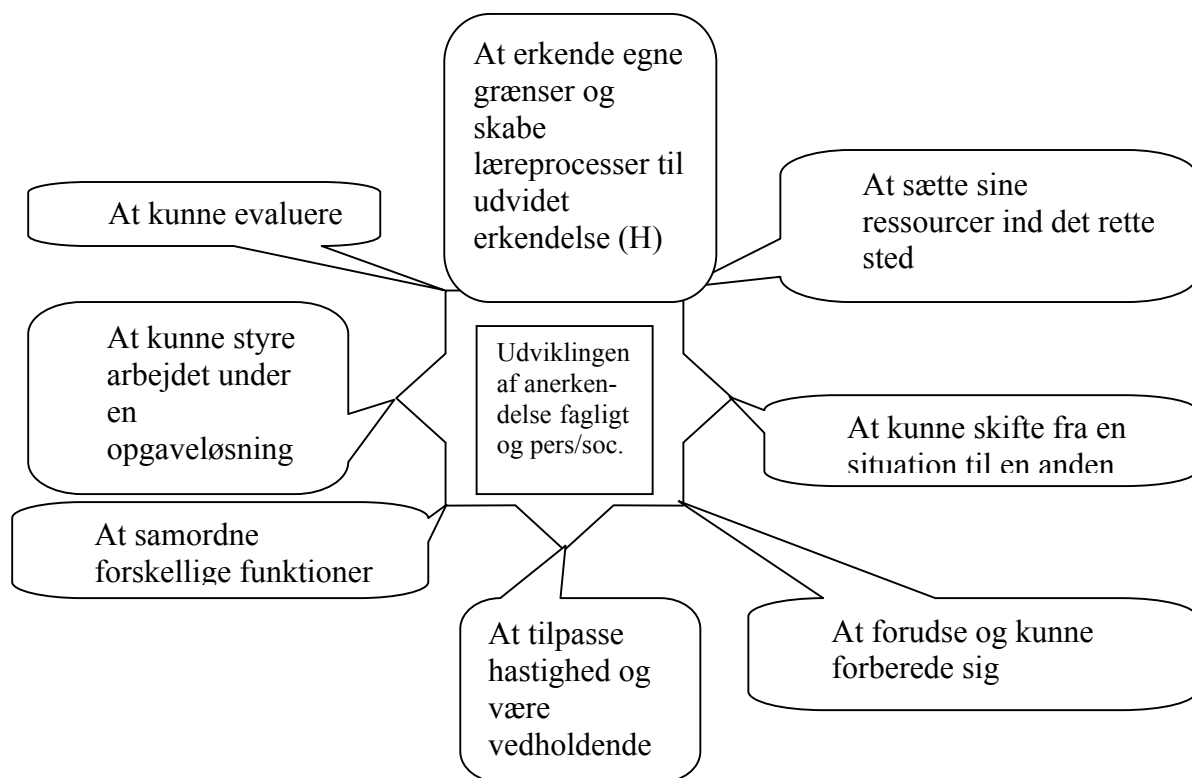 At erkende egne
grænser og
skabe
læreprocesser til
udvidet
erkendelse (H)
At sætte sine
ressourcer ind det rette
sted
At kunne evaluere
At kunne styre
arbejdet under
en
opgaveløsning
Udviklingen
af anerken-
delse fagligt
og pers/soc.
At kunne skifte fra en
situation til en anden
At samordne
forskellige funktioner
At tilpasse
hastighed og
være
vedholdende
At forudse og kunne
forberede sig